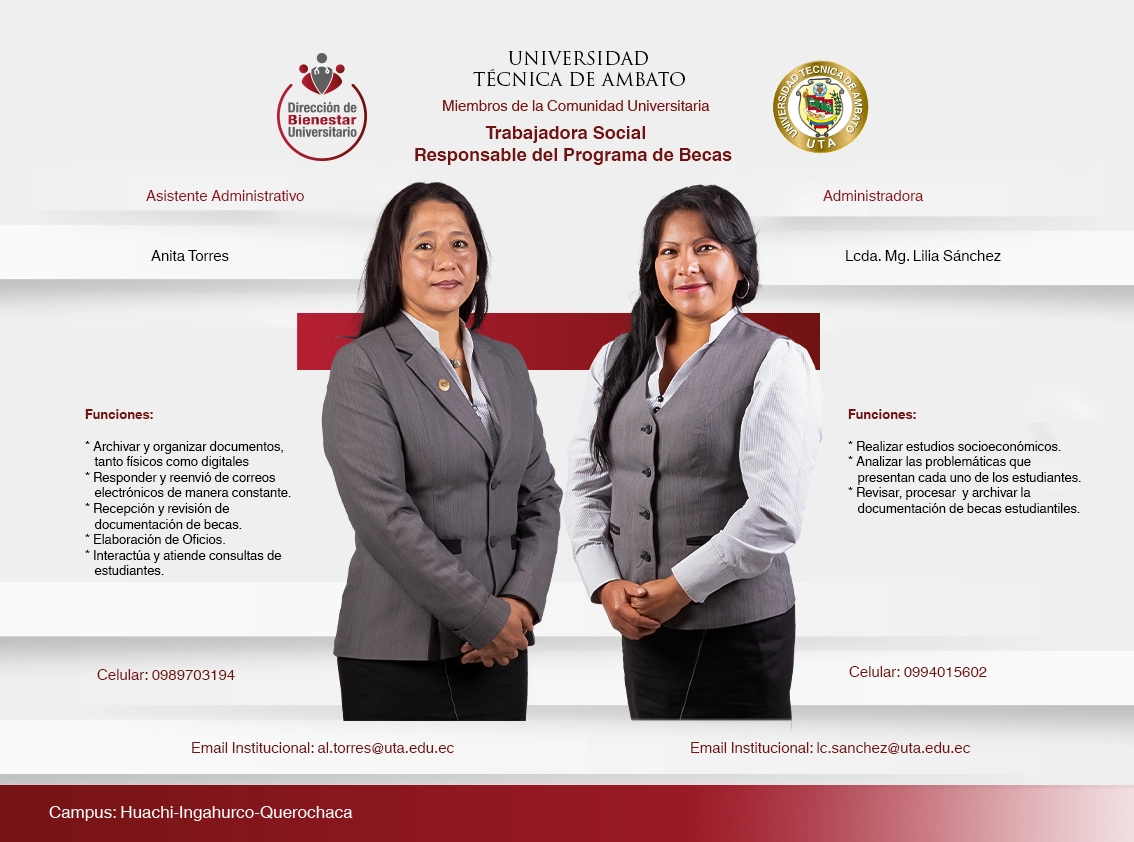 UNIVERSIDAD
TÉCNICA DE AMBATO
Miembros de la Comunidad Universitaria
Trabajadora Social
Responsable del Programa de Becas
Dirección de
Bienestar
Universitario
UNIVERSIDAD TECNICA DE AMBATO
UTA
Asistente Administrativo
Anita Torres
Administradora
Lcda. Mg. Lilia Sánchez
Funciones:
* Archivar y organizar documentos,
tanto físicos como digitales
* Responder y reenvió de correos
electrónicos de manera constante.
* Recepción y revisión de
documentación de becas.
* Elaboración de Oficios.
* Interactúa y atiende consultas de
estudiantes.
Funciones:
* Realizar estudios socioeconómicos.
* Analizar las problemáticas que
presentan cada uno de los estudiantes.
* Revisar, procesar y archivar la
documentación de becas estudiantiles.
Celular: 0989703194
Celular: 0994015602
Email Institucional: al.torres@uta.edu.ec
Email Institucional: lc.sanchez@uta.edu.ec
Campus: Huachi-Ingahurco-Querochaca